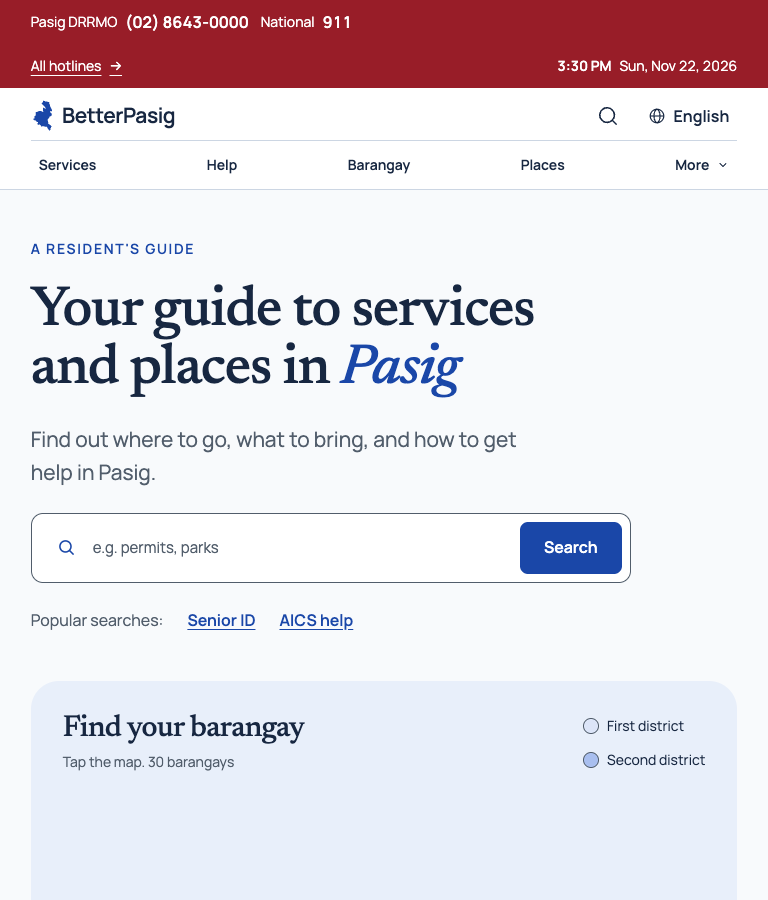 Pasig DRRMO (02) 8643-0000 National 911
All hotlines → 3:30 PM Sun, Nov 22, 2026
BetterPasig English
Services Help Barangay Places More
A RESIDENT'S GUIDE
Your guide to services
and places in Pasig
Find out where to go, what to bring, and how to get
help in Pasig.
e.g. permits, parks Search
Popular searches: Senior ID AICS help
Find your barangay
Tap the map. 30 barangays
First district
Second district